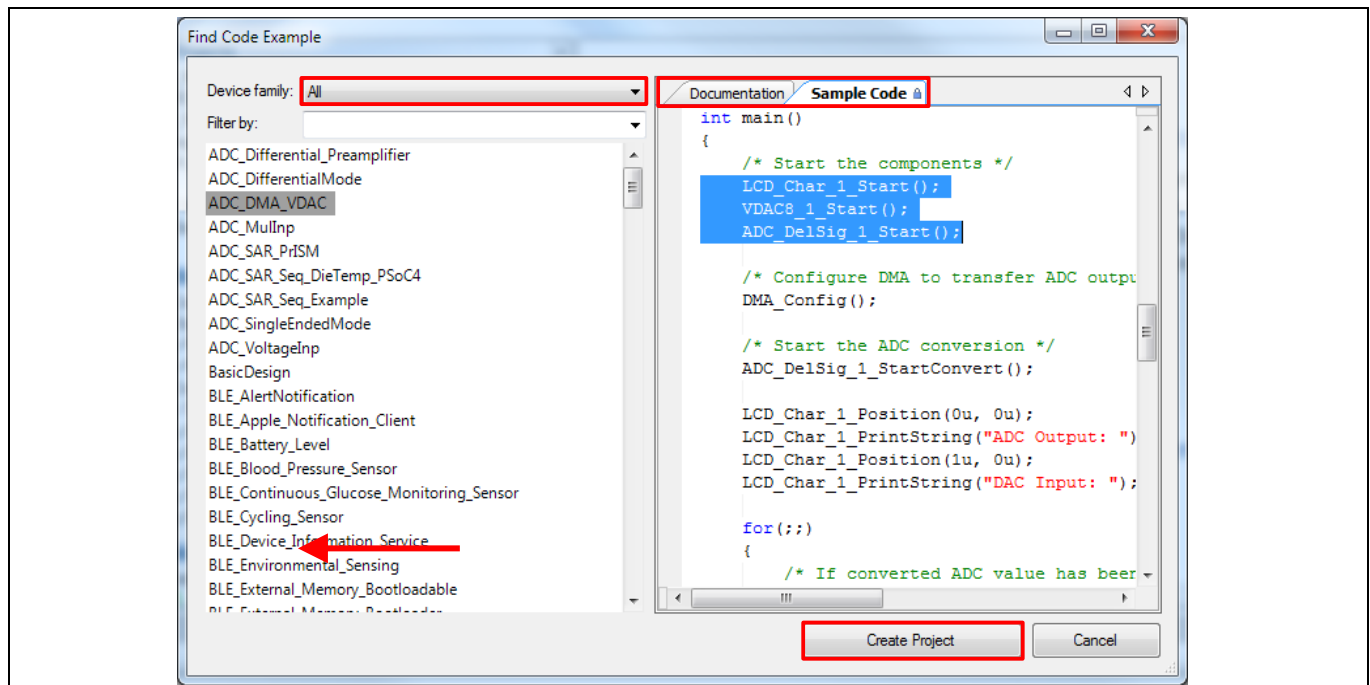 Find Code Example
Device family: All
Filter by:
ADC_Differential_Preamplifier
ADC_DifferentialMode
ADC_DMA_VDAC
ADC_MulInp
ADC_SAR_PrISM
ADC_SAR_Seq_DieTemp_PSoC4
ADC_SAR_Seq_Example
ADC_SingleEndedMode
ADC_VoltageInp
BasicDesign
BLE_AlertNotification
BLE_Apple_Notification_Client
BLE_Battery_Level
BLE_Blood_Pressure_Sensor
BLE_Continuous_Glucose_Monitoring_Sensor
BLE_Cycling_Sensor
BLE_Device_Information_Service
BLE_Environmental_Sensing
BLE_External_Memory_Bootloadable
BLE_External_Memory_Bootloader
Documentation Sample Code
int main()
{
/* Start the components */
LCD_Char_1_Start();
VDAC8_1_Start();
ADC_DelSig_1_Start();
/* Configure DMA to transfer ADC outpu
DMA_Config();
/* Start the ADC conversion */
ADC_DelSig_1_StartConvert();
LCD_Char_1_Position(0u, 0u);
LCD_Char_1_PrintString("ADC Output: ")
LCD_Char_1_Position(1u, 0u);
LCD_Char_1_PrintString("DAC Input: ");
for(;;)
{
/* If converted ADC value has been
Create Project Cancel